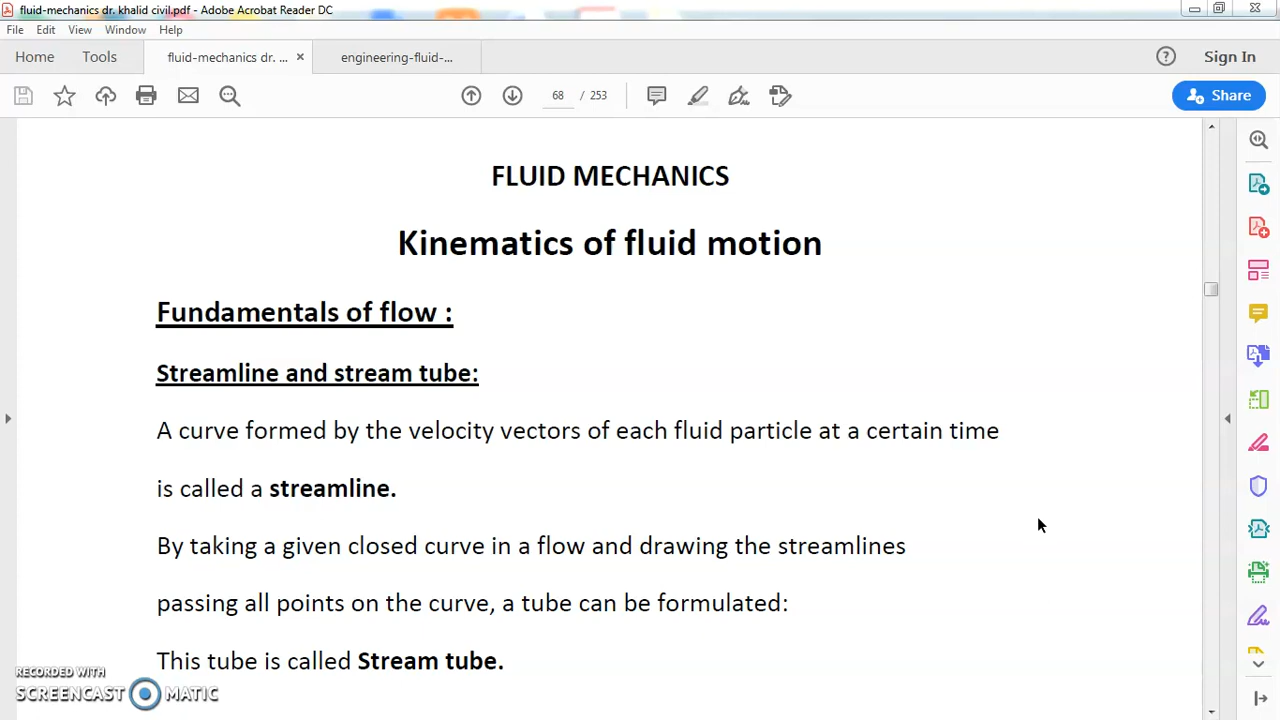 fluid-mechanics dr. khalid civil.pdf - Adobe Acrobat Reader DC
File Edit View Window Help
Home Tools fluid-mechanics dr. ... × engineering-fluid-... Sign In
68 / 253 Share
FLUID MECHANICS
Kinematics of fluid motion
Fundamentals of flow :
Streamline and stream tube:
A curve formed by the velocity vectors of each fluid particle at a certain time
is called a streamline.
By taking a given closed curve in a flow and drawing the streamlines
passing all points on the curve, a tube can be formulated:
This tube is called Stream tube.
RECORDED WITH
SCREENCAST MATIC